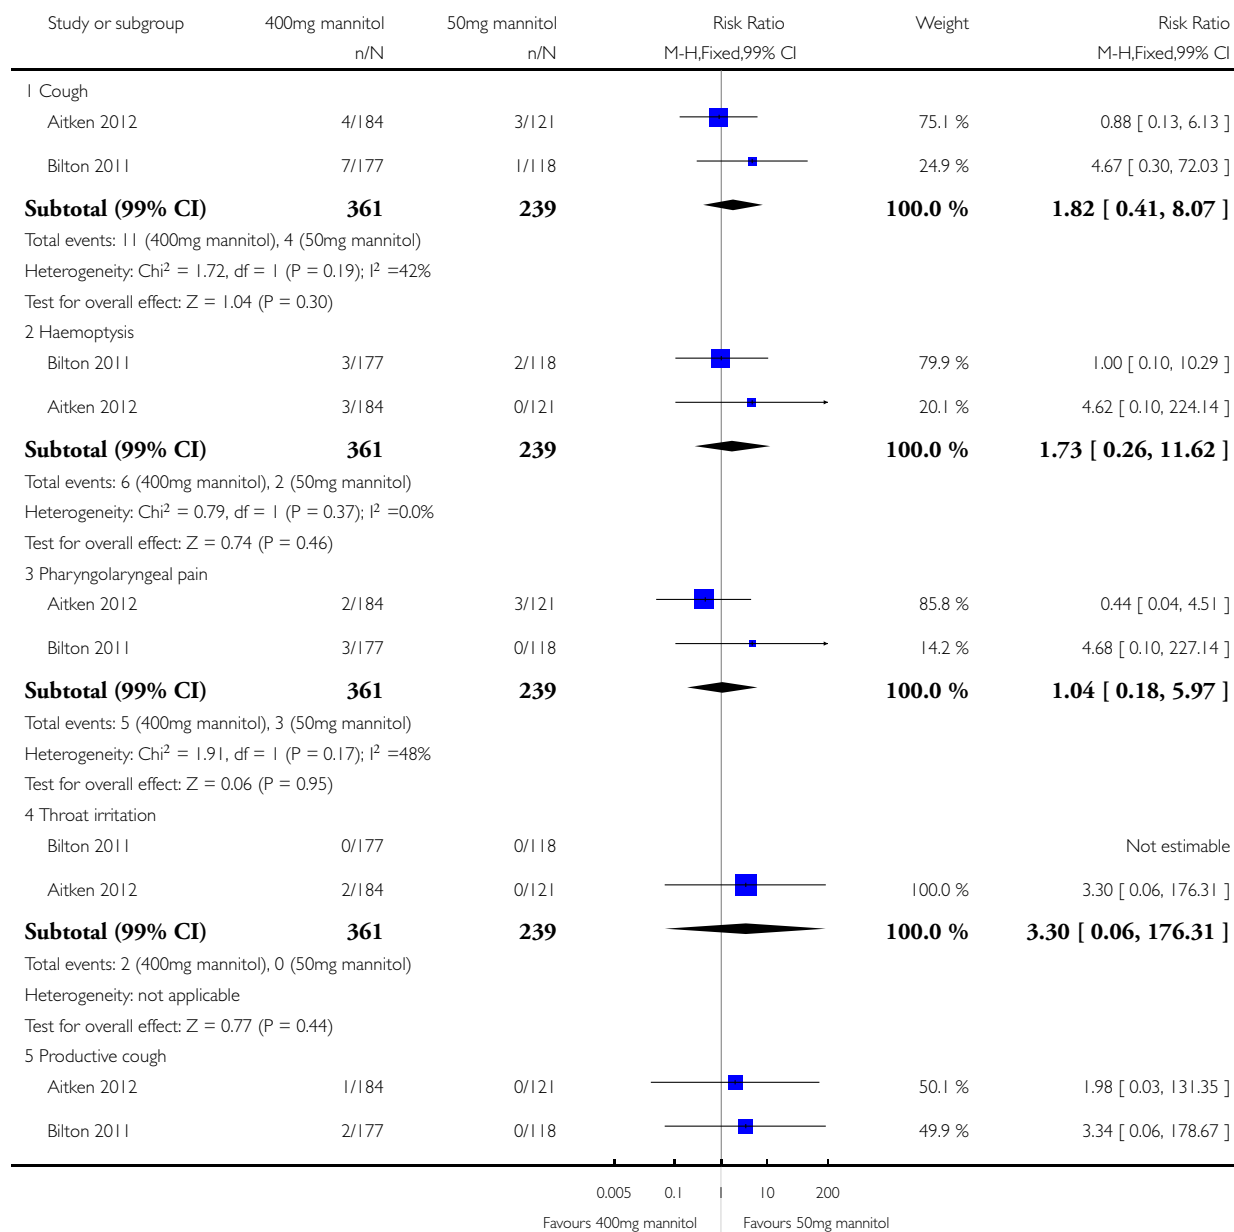 Study or subgroup 400mg mannitol 50mg mannitol Risk Ratio Weight Risk Ratio
n/N n/N M-H,Fixed,99% CI M-H,Fixed,99% CI
1 Cough
Aitken 2012 4/184 3/121 75.1 % 0.88 [ 0.13, 6.13 ]
Bilton 2011 7/177 1/118 24.9 % 4.67 [ 0.30, 72.03 ]
Subtotal (99% CI) 361 239 100.0 % 1.82 [ 0.41, 8.07 ]
Total events: 11 (400mg mannitol), 4 (50mg mannitol)
Heterogeneity: Chi² = 1.72, df = 1 (P = 0.19); I² =42%
Test for overall effect: Z = 1.04 (P = 0.30)
2 Haemoptysis
Bilton 2011 3/177 2/118 79.9 % 1.00 [ 0.10, 10.29 ]
Aitken 2012 3/184 0/121 20.1 % 4.62 [ 0.10, 224.14 ]
Subtotal (99% CI) 361 239 100.0 % 1.73 [ 0.26, 11.62 ]
Total events: 6 (400mg mannitol), 2 (50mg mannitol)
Heterogeneity: Chi² = 0.79, df = 1 (P = 0.37); I² =0.0%
Test for overall effect: Z = 0.74 (P = 0.46)
3 Pharyngolaryngeal pain
Aitken 2012 2/184 3/121 85.8 % 0.44 [ 0.04, 4.51 ]
Bilton 2011 3/177 0/118 14.2 % 4.68 [ 0.10, 227.14 ]
Subtotal (99% CI) 361 239 100.0 % 1.04 [ 0.18, 5.97 ]
Total events: 5 (400mg mannitol), 3 (50mg mannitol)
Heterogeneity: Chi² = 1.91, df = 1 (P = 0.17); I² =48%
Test for overall effect: Z = 0.06 (P = 0.95)
4 Throat irritation
Bilton 2011 0/177 0/118 Not estimable
Aitken 2012 2/184 0/121 100.0 % 3.30 [ 0.06, 176.31 ]
Subtotal (99% CI) 361 239 100.0 % 3.30 [ 0.06, 176.31 ]
Total events: 2 (400mg mannitol), 0 (50mg mannitol)
Heterogeneity: not applicable
Test for overall effect: Z = 0.77 (P = 0.44)
5 Productive cough
Aitken 2012 1/184 0/121 50.1 % 1.98 [ 0.03, 131.35 ]
Bilton 2011 2/177 0/118 49.9 % 3.34 [ 0.06, 178.67 ]
0.005 0.1 1 10 200
Favours 400mg mannitol Favours 50mg mannitol